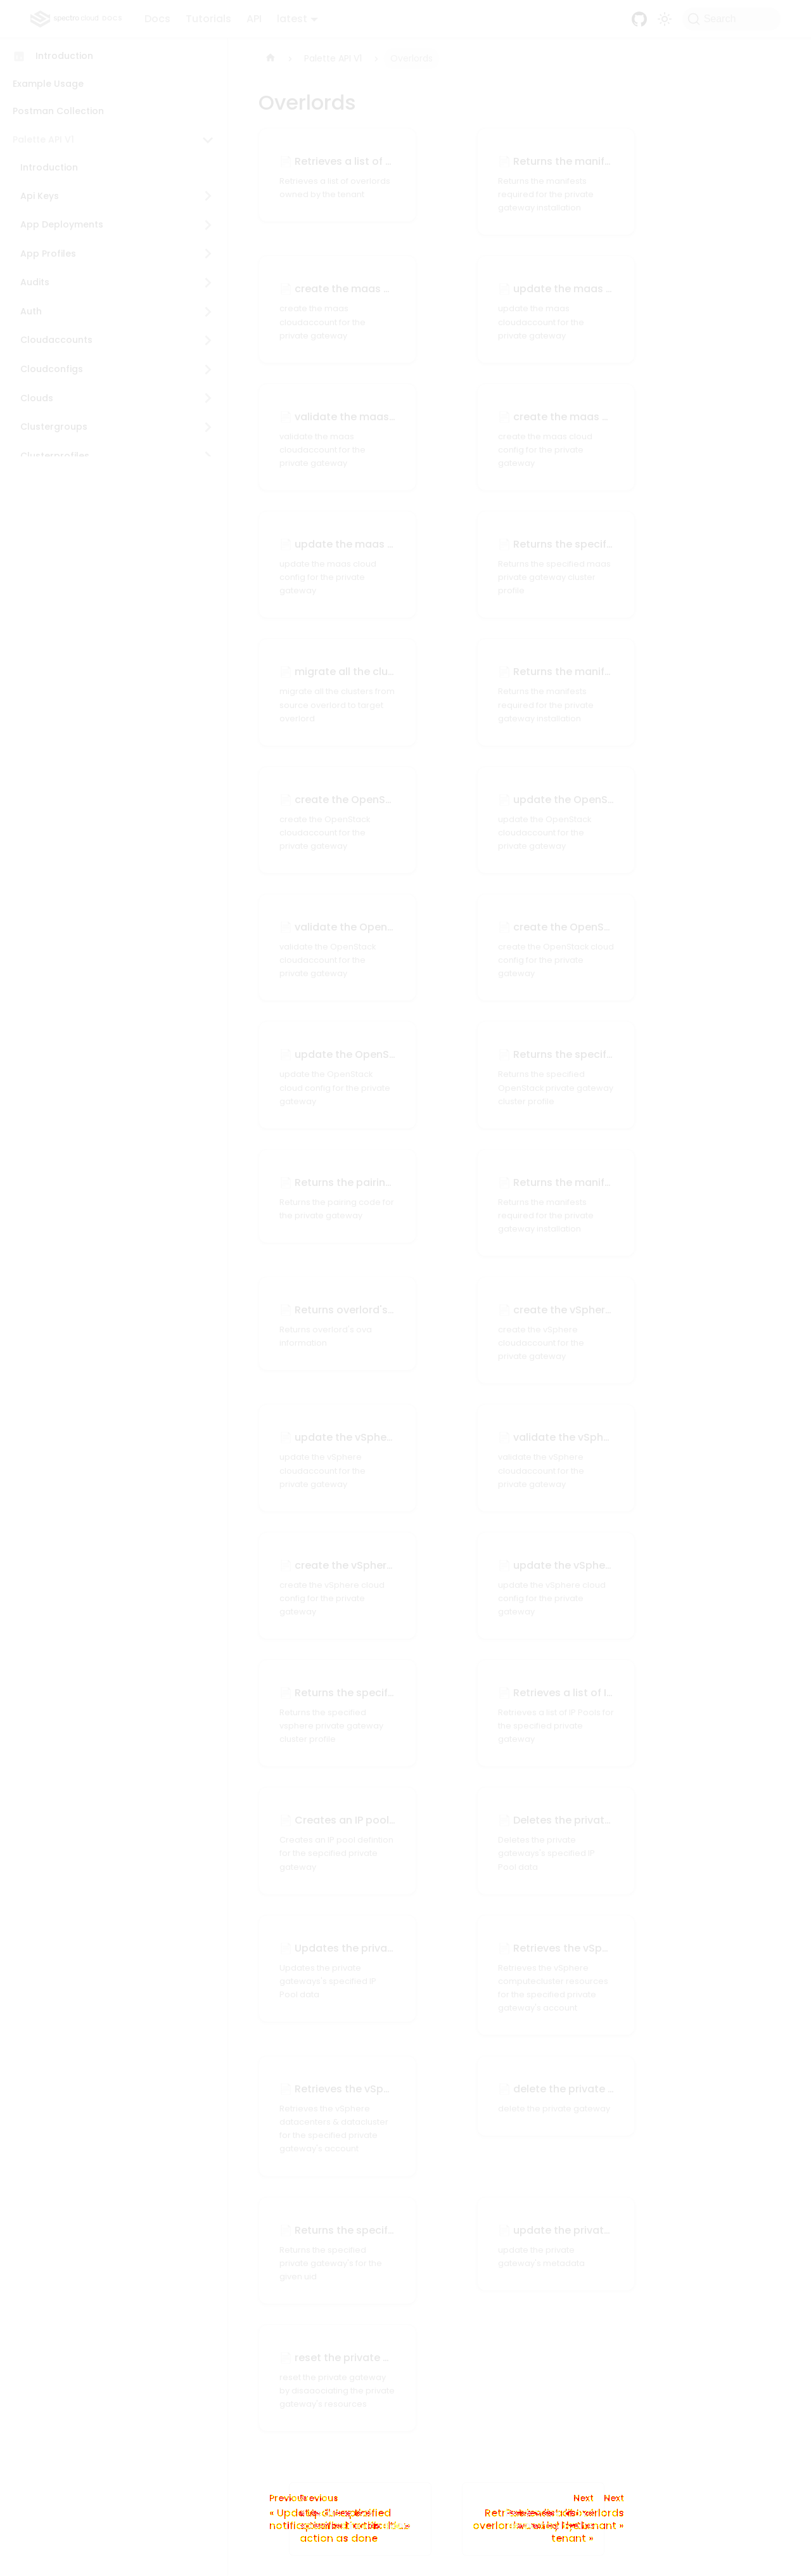 spectro cloud docs
Docs
Tutorials
API
latest
Search
Introduction
Example Usage
Postman Collection
Palette API V1
Introduction
Api Keys
App Deployments
App Profiles
Audits
Auth
Cloudaccounts
Cloudconfigs
Clouds
Clustergroups
Clusterprofiles
Palette API V1
Overlords
Overlords
Retrieves a list of ...
Retrieves a list of overlords
owned by the tenant
Returns the manif...
Returns the manifests
required for the private
gateway installation
create the maas ...
create the maas
cloudaccount for the
private gateway
update the maas ...
update the maas
cloudaccount for the
private gateway
validate the maas...
validate the maas
cloudaccount for the
private gateway
create the maas ...
create the maas cloud
config for the private
gateway
update the maas ...
update the maas cloud
config for the private
gateway
Returns the specif...
Returns the specified maas
private gateway cluster
profile
migrate all the clu...
migrate all the clusters from
source overlord to target
overlord
Returns the manif...
Returns the manifests
required for the private
gateway installation
create the OpenS...
create the OpenStack
cloudaccount for the
private gateway
update the OpenS...
update the OpenStack
cloudaccount for the
private gateway
validate the Open...
validate the OpenStack
cloudaccount for the
private gateway
create the OpenS...
create the OpenStack cloud
config for the private
gateway
update the OpenS...
update the OpenStack
cloud config for the private
gateway
Returns the specif...
Returns the specified
OpenStack private gateway
cluster profile
Returns the pairin...
Returns the pairing code for
the private gateway
Returns the manif...
Returns the manifests
required for the private
gateway installation
Returns overlord's...
Returns overlord's ova
information
create the vSpher...
create the vSphere
cloudaccount for the
private gateway
update the vSphe...
update the vSphere
cloudaccount for the
private gateway
validate the vSph...
validate the vSphere
cloudaccount for the
private gateway
create the vSpher...
create the vSphere cloud
config for the private
gateway
update the vSphe...
update the vSphere cloud
config for the private
gateway
Returns the specif...
Returns the specified
vsphere private gateway
cluster profile
Retrieves a list of I...
Retrieves a list of IP Pools for
the specified private
gateway
Creates an IP pool...
Creates an IP pool defintion
for the sepcified private
gateway
Deletes the privat...
Deletes the private
gateways's specified IP
Pool data
Updates the priva...
Updates the private
gateways's specified IP
Pool data
Retrieves the vSp...
Retrieves the vSphere
computecluster resources
for the specified private
gateway's account
Retrieves the vSp...
Retrieves the vSphere
datacenters & datacluster
for the specified private
gateway's account
delete the private ...
delete the private gateway
Returns the specif...
Returns the specified
private gateway's for the
given uid
update the privat...
update the private
gateway's metadata
reset the private ...
reset the private gateway
by disaociating the private
gateway's resources
Previous
Next
Next
action as done
tenant »